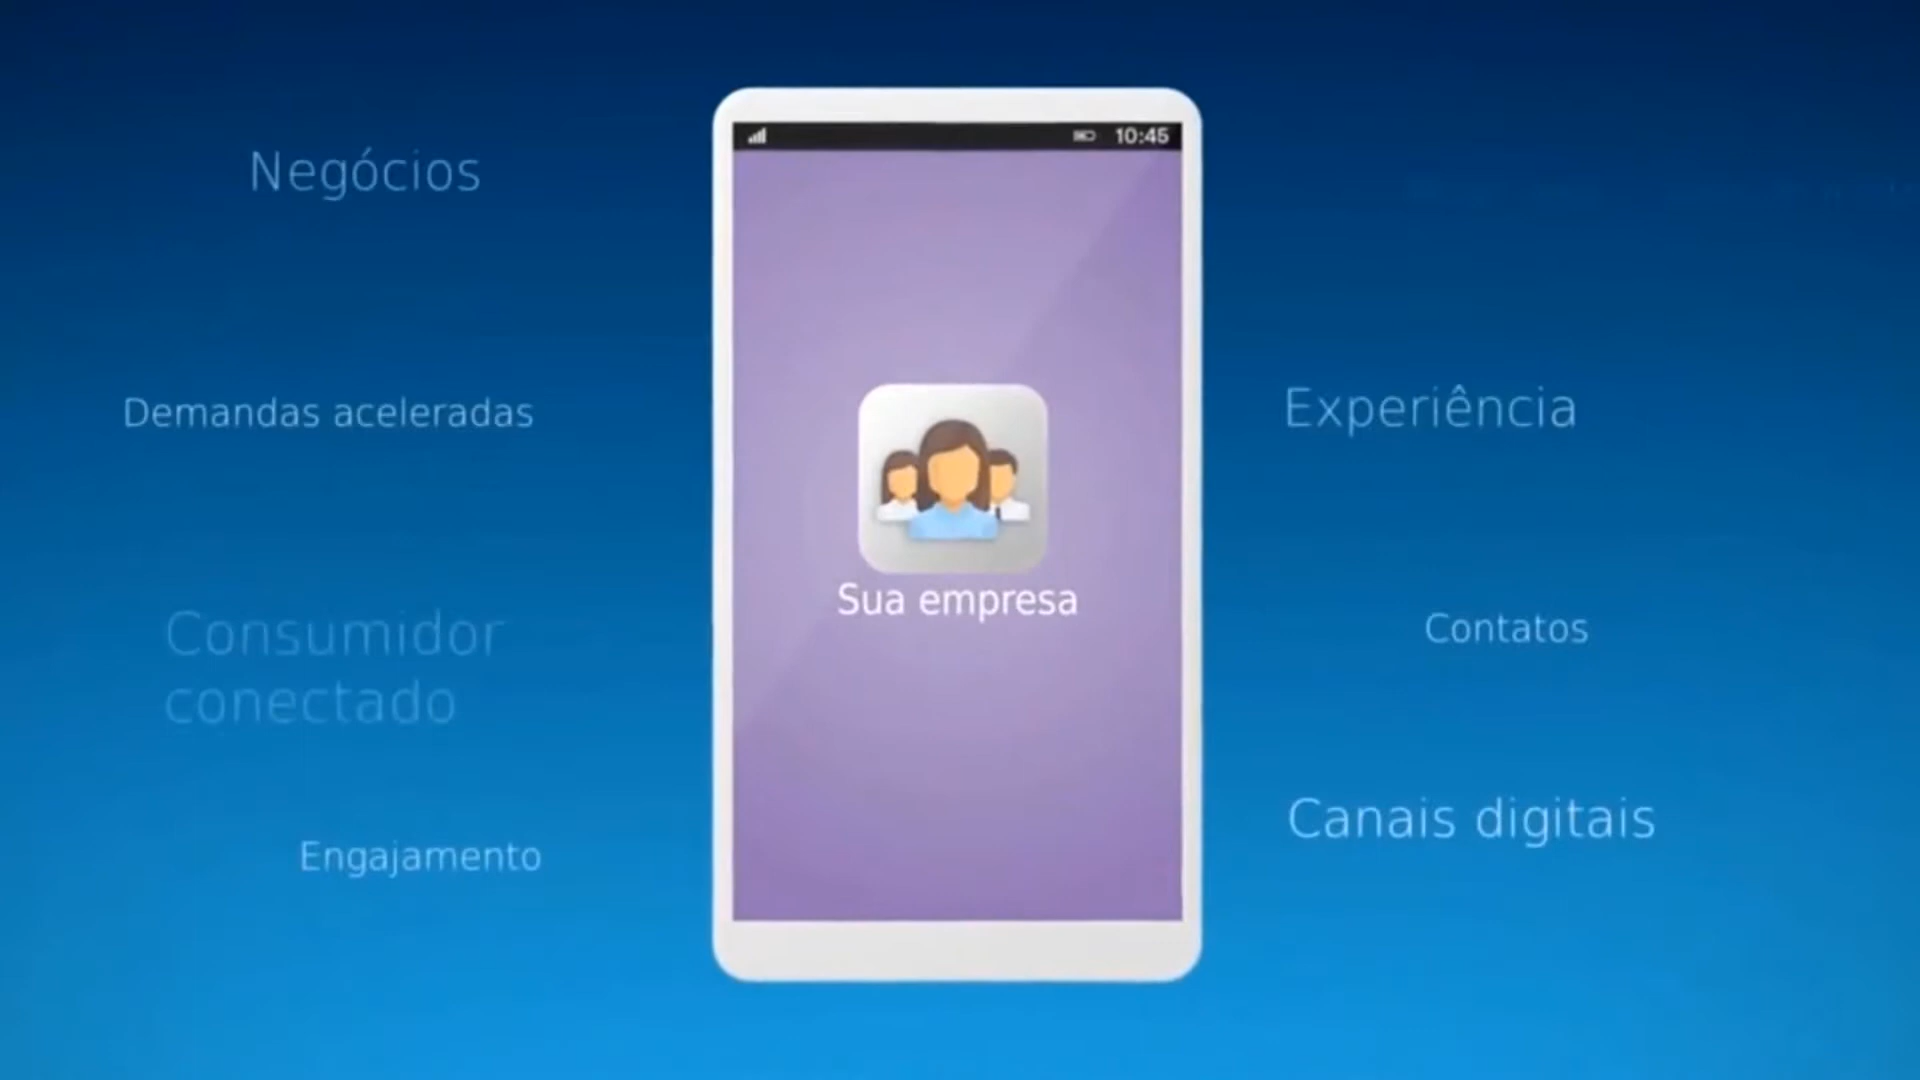 10:45
Negócios
Demandas aceleradas
Experiência
Sua empresa
Consumidor
conectado
Contatos
Engajamento
Canais digitais